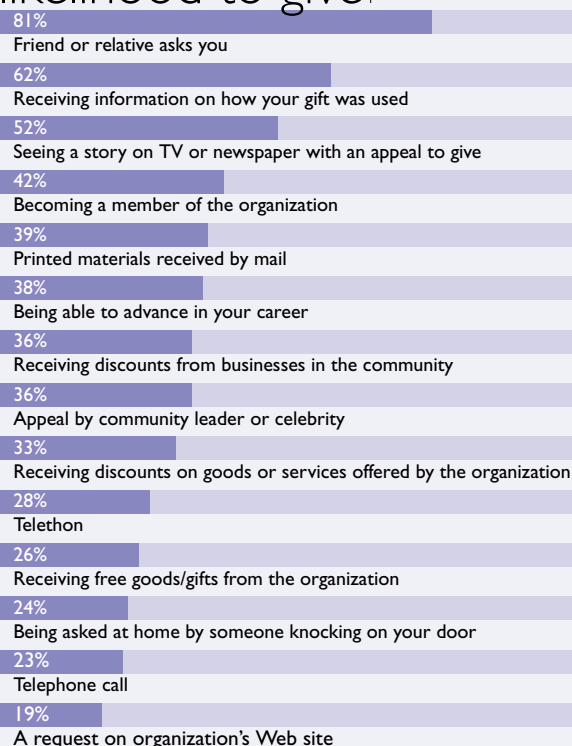 likelihood to give.
81%
Friend or relative asks you
62%
Receiving information on how your gift was used
52%
Seeing a story on TV or newspaper with an appeal to give
42%
Becoming a member of the organization
39%
Printed materials received by mail
38%
Being able to advance in your career
36%
Receiving discounts from businesses in the community
36%
Appeal by community leader or celebrity
33%
Receiving discounts on goods or services offered by the organization
28%
Telethon
26%
Receiving free goods/gifts from the organization
24%
Being asked at home by someone knocking on your door
23%
Telephone call
19%
A request on organization's Web site